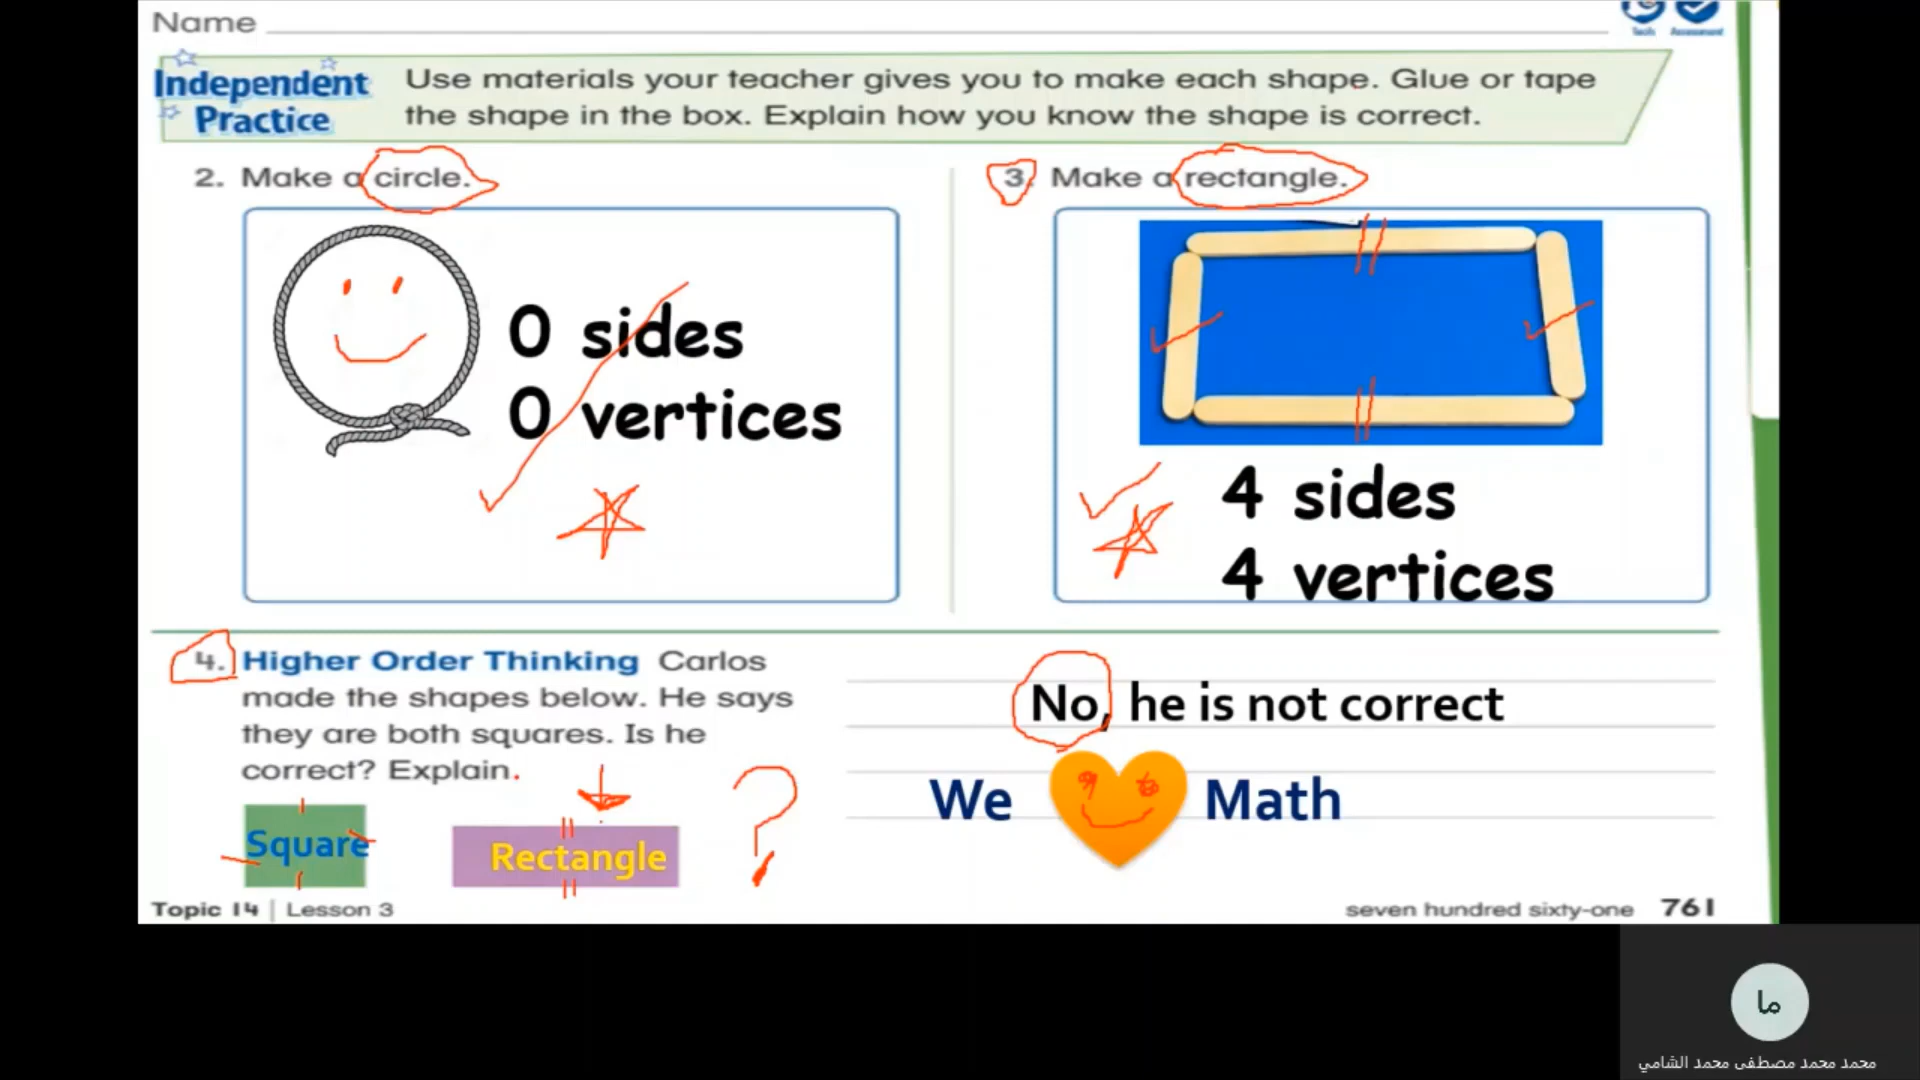 Name
Tools Assessment
Independent
Practice
Use materials your teacher gives you to make each shape. Glue or tape
the shape in the box. Explain how you know the shape is correct.
2. Make a circle.
0 sides
0 vertices
3. Make a rectangle.
4 sides
4 vertices
4. Higher Order Thinking Carlos
made the shapes below. He says
they are both squares. Is he
correct? Explain.
Square
Rectangle
?
No, he is not correct
We Math
Topic 14 | Lesson 3
seven hundred sixty-one 761
ما
محمد محمد مصطفى محمد الشامي